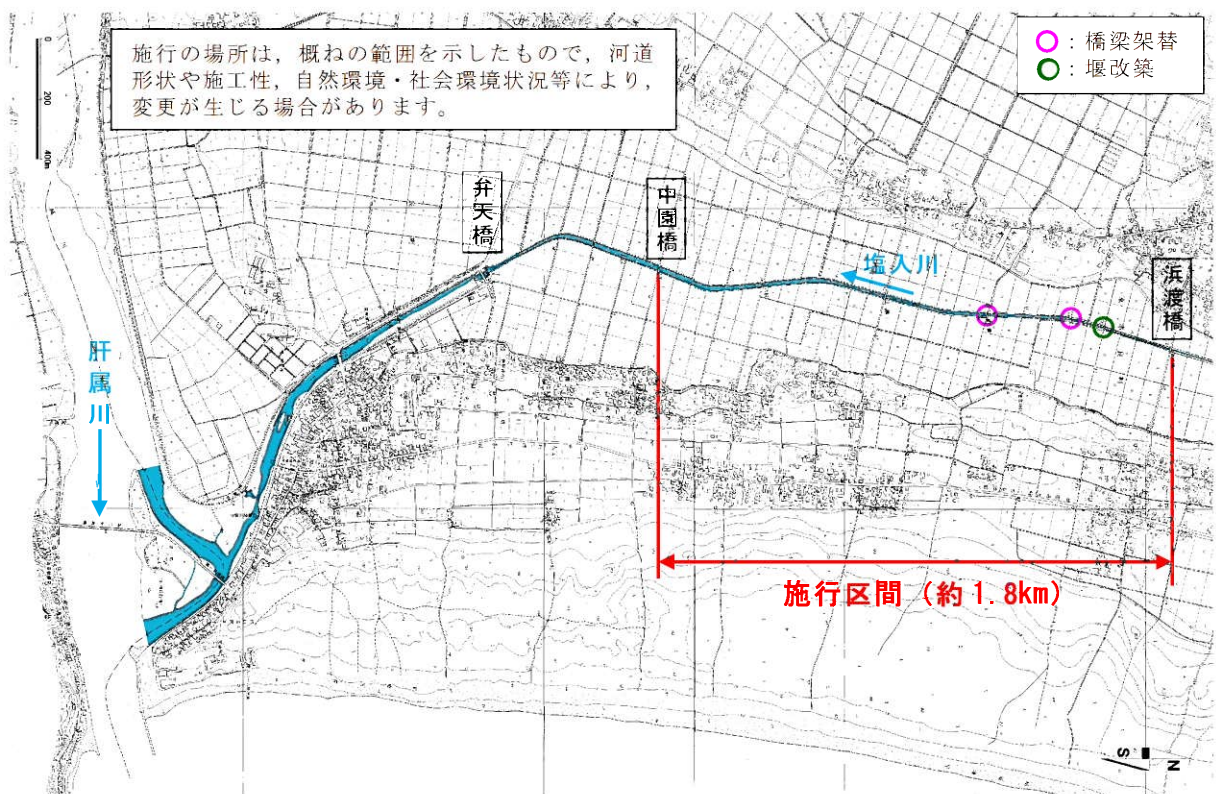 施行の場所は，概ねの範囲を示したもので，河道
形状や施工性，自然環境・社会環境状況等により，
変更が生じる場合があります。
：橋梁架替
：堰改築
0
200
400m
弁天橋
中園橋
塩入川
浜渡橋
肝属川
施行区間（約1.8km）
S
N